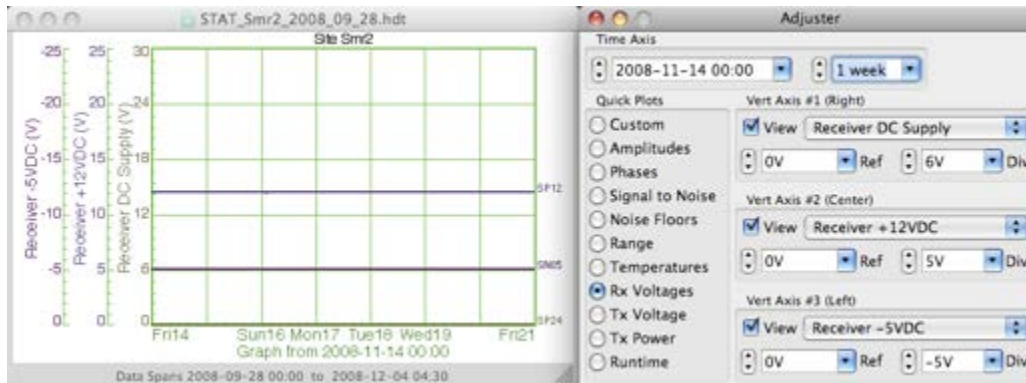 STAT_Smr2_2008_09_28.hdt
Site Smr2
Receiver -5VDC (V)
-25
-20
-15
-10
-5
0
Receiver +12VDC (V)
25
20
15
10
5
0
Receiver DC Supply (V)
30
24
18
12
6
0
SP12
SN05
SP24
Fri14 Sun16 Mon17 Tue18 Wed19 Fri21
Graph from 2008-11-14 00:00
Data Spans 2008-09-28 00:00 to 2008-12-04 04:30
Adjuster
Time Axis
2008-11-14 00:00 1 week
Quick Plots
Custom
Amplitudes
Phases
Signal to Noise
Noise Floors
Range
Temperatures
Rx Voltages
Tx Voltage
Tx Power
Runtime
Vert Axis #1 (Right)
View Receiver DC Supply
0V Ref 6V Div
Vert Axis #2 (Center)
View Receiver +12VDC
0V Ref 5V Div
Vert Axis #3 (Left)
View Receiver -5VDC
0V Ref -5V Div